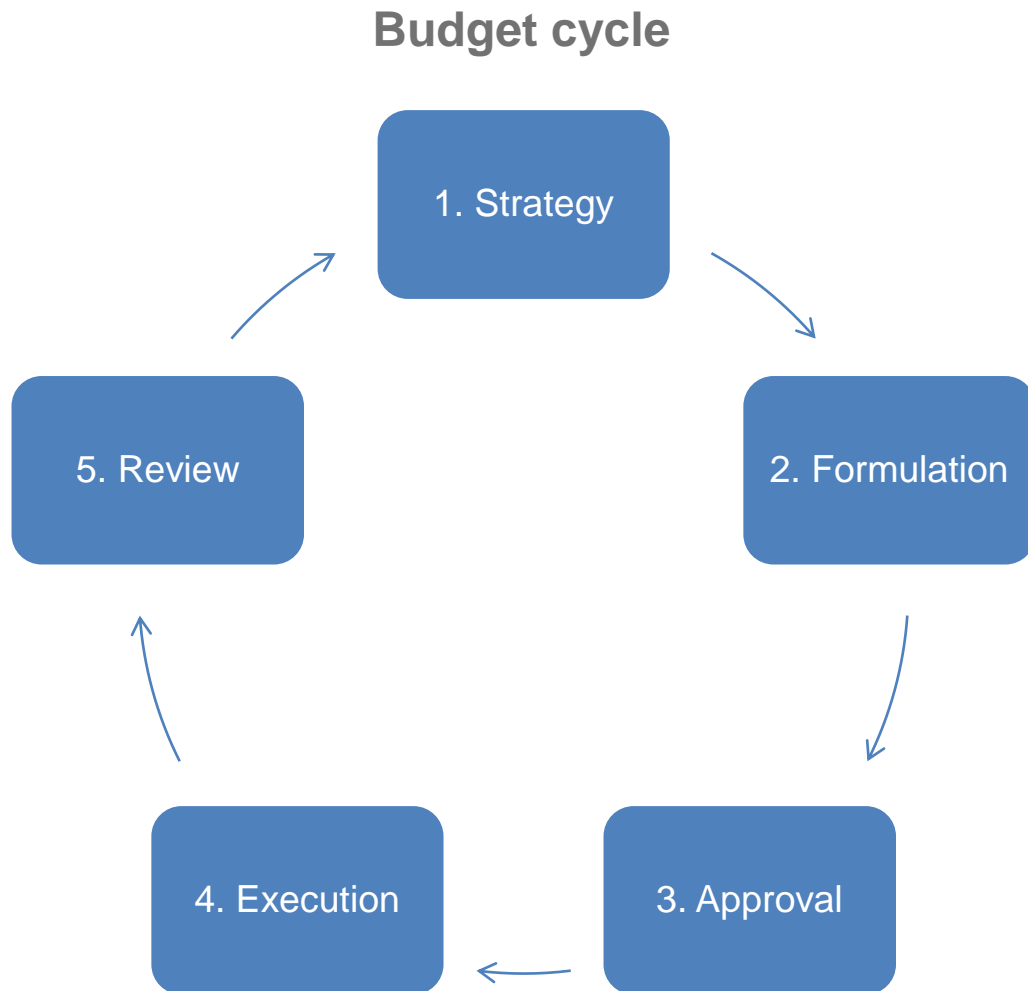 Budget cycle
1. Strategy
2. Formulation
3. Approval
4. Execution
5. Review